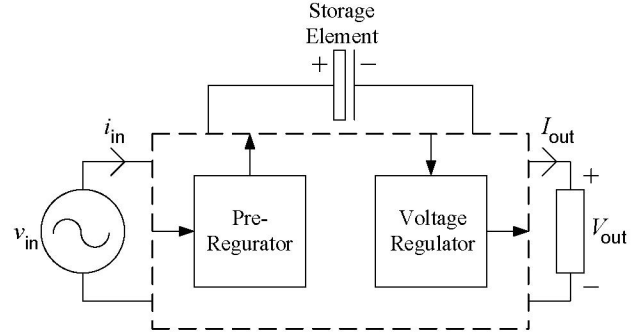 Storage
Element
+ −
i_in
I_out
v_in
Pre-
Regurator
Voltage
Regulator
+
V_out
−